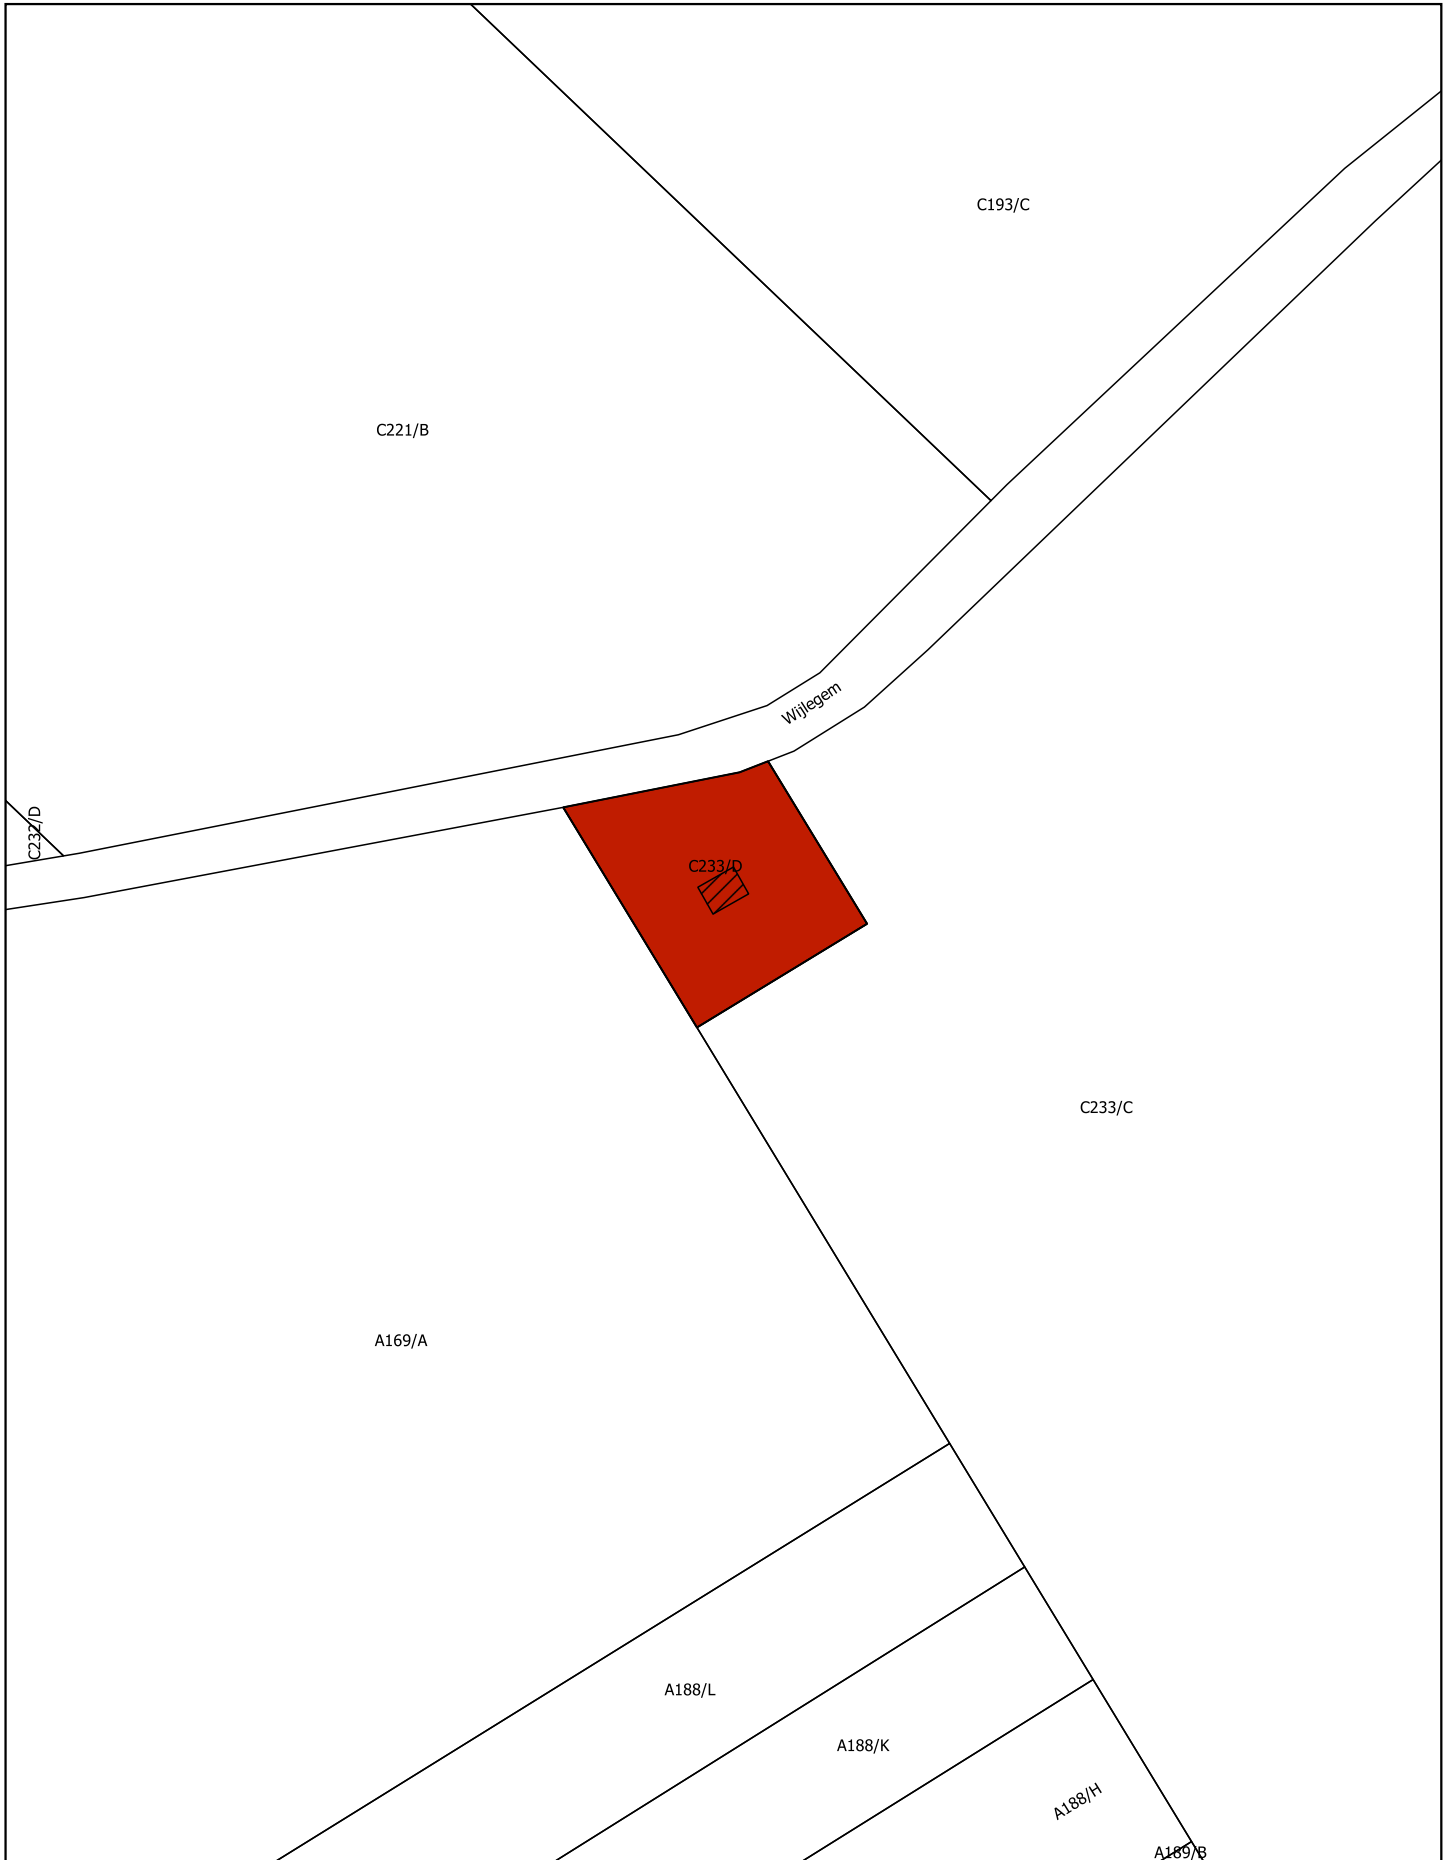 C193/C
C221/B
Wijlegem
C232/D
C233/D
C233/C
A169/A
A188/L
A188/K
A188/H
A189/B